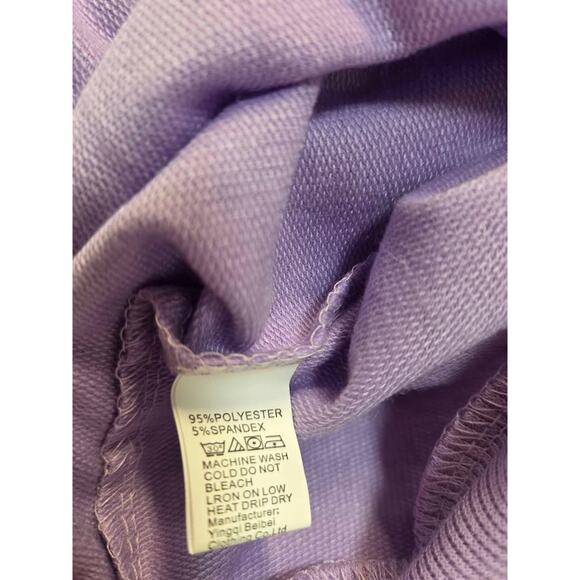 95%POLYESTER
5%SPANDEX
30°
MACHINE WASH
COLD DO NOT
BLEACH
LRON ON LOW
HEAT DRIP DRY
Manufacturer:
Yingqi Beibei
Clothing Co.Ltd